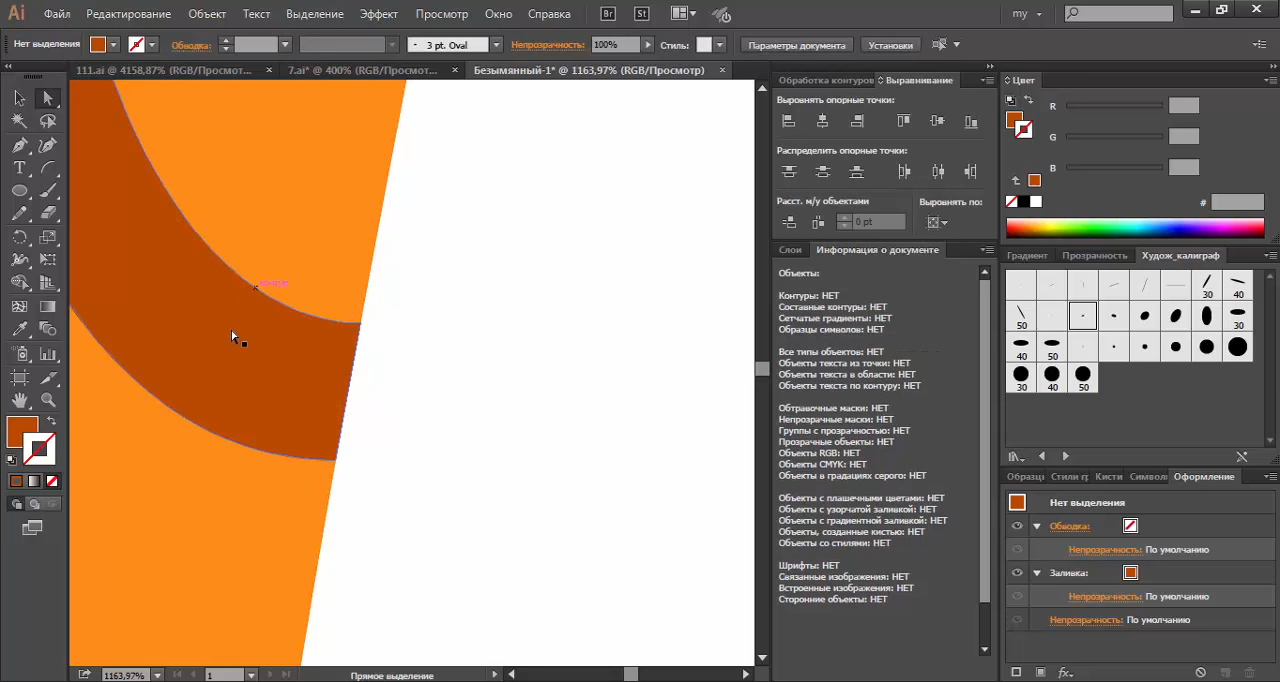 Ai Файл Редактирование Объект Текст Выделение Эффект Просмотр Окно Справка Br St my
Нет выделения Обводка: 3 pt. Oval Непрозрачность: 100% Стиль: Параметры документа Установки
111.ai @ 4158,87% (RGB/Просмот... × 7.ai* @ 400% (RGB/Просмотр) ... × Безымянный-1* @ 1163,97% (RGB/Просмотр) ×
Обработка контуров Выравнивание
Выровнять опорные точки:
Распределить опорные точки:
Расст. м/у объектами Выровнять по:
0 pt
Слои Информация о документе
Объекты:
Контуры: НЕТ
Составные контуры: НЕТ
Сетчатые градиенты: НЕТ
Образцы символов: НЕТ
Все типы объектов: НЕТ
Объекты текста из точки: НЕТ
Объекты текста в области: НЕТ
Объекты текста по контуру: НЕТ
Обтравочные маски: НЕТ
Непрозрачные маски: НЕТ
Группы с прозрачностью: НЕТ
Прозрачные объекты: НЕТ
Объекты RGB: НЕТ
Объекты CMYK: НЕТ
Объекты в градациях серого: НЕТ
Объекты с плашечными цветами: НЕТ
Объекты с узорчатой заливкой: НЕТ
Объекты с градиентной заливкой: НЕТ
Объекты, созданные кистью: НЕТ
Объекты со стилями: НЕТ
Шрифты: НЕТ
Связанные изображения: НЕТ
Встроенные изображения: НЕТ
Сторонние объекты: НЕТ
Цвет
R
G
B
#
Градиент Прозрачность Худож_калиграф
30 40
50 30
40 50
30 40 50
Образцы Стили гр Кисти Символы Оформление
Нет выделения
Обводка:
Непрозрачность: По умолчанию
Заливка:
Непрозрачность: По умолчанию
Непрозрачность: По умолчанию
fx
1163,97% 1 Прямое выделение